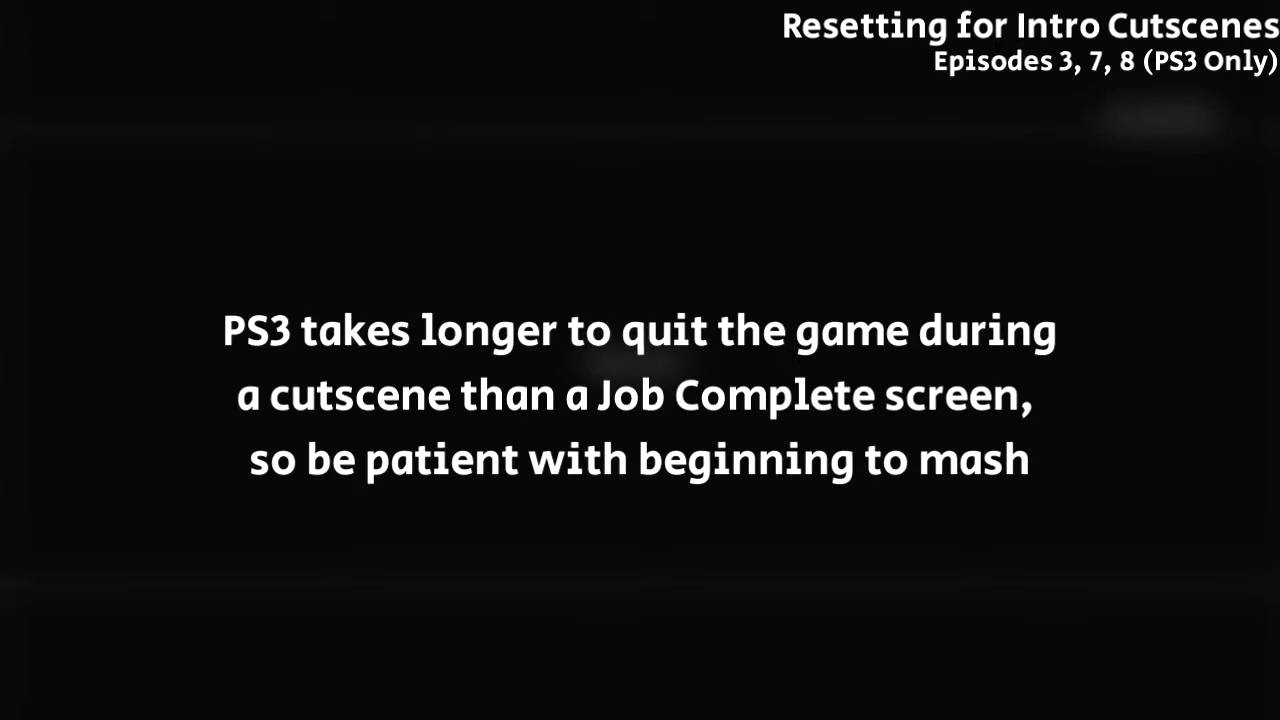 Resetting for Intro Cutscenes
Episodes 3, 7, 8 (PS3 Only)
PS3 takes longer to quit the game during
a cutscene than a Job Complete screen,
so be patient with beginning to mash